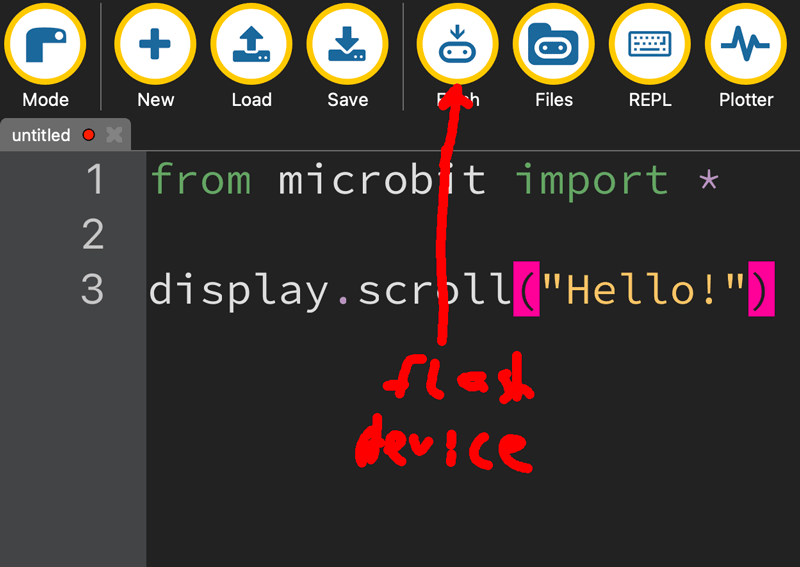 Mode New Load Save Flash Files REPL Plotter
untitled
1 from microbit import *
2
3 display.scroll("Hello!")
flash
device